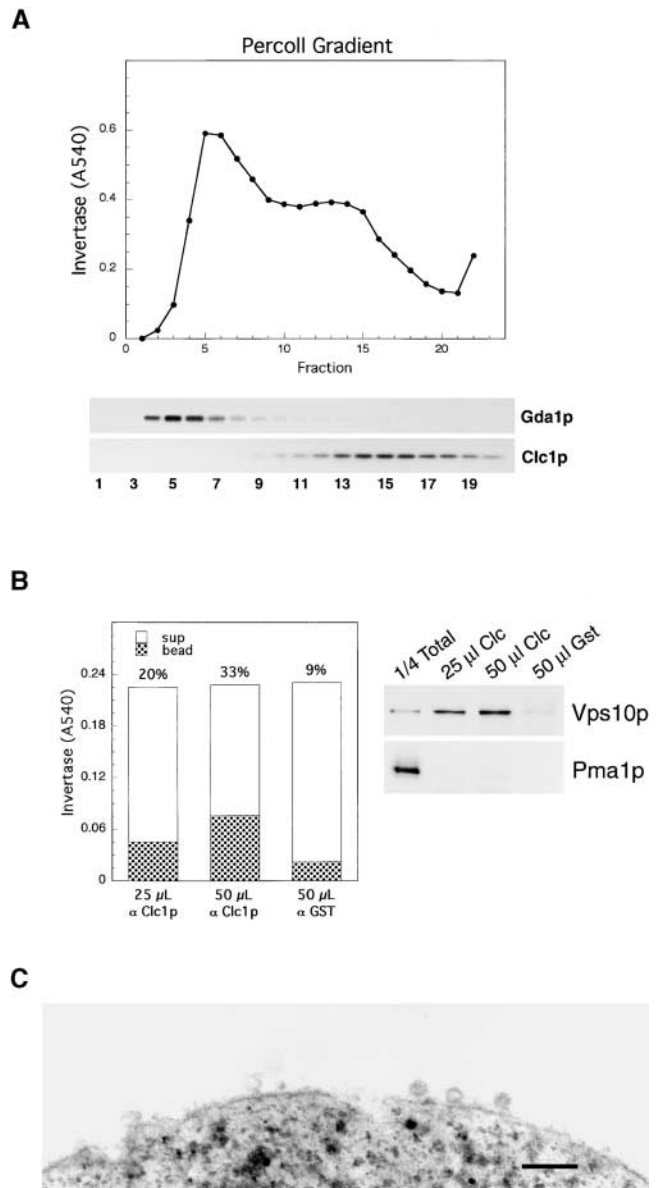 A
Percoll Gradient
Invertase (A540)
0.6
0.4
0.2
0
0 5 10 15 20
Fraction
Gda1p
Clc1p
1 3 5 7 9 11 13 15 17 19
B
sup
bead
Invertase (A540)
0.24
0.18
0.12
0.06
0
20% 33% 9%
25 µL 50 µL 50 µL
α Clc1p α Clc1p α GST
1/4 Total
25 µl Clc
50 µl Clc
50 µl Gst
Vps10p
Pma1p
C